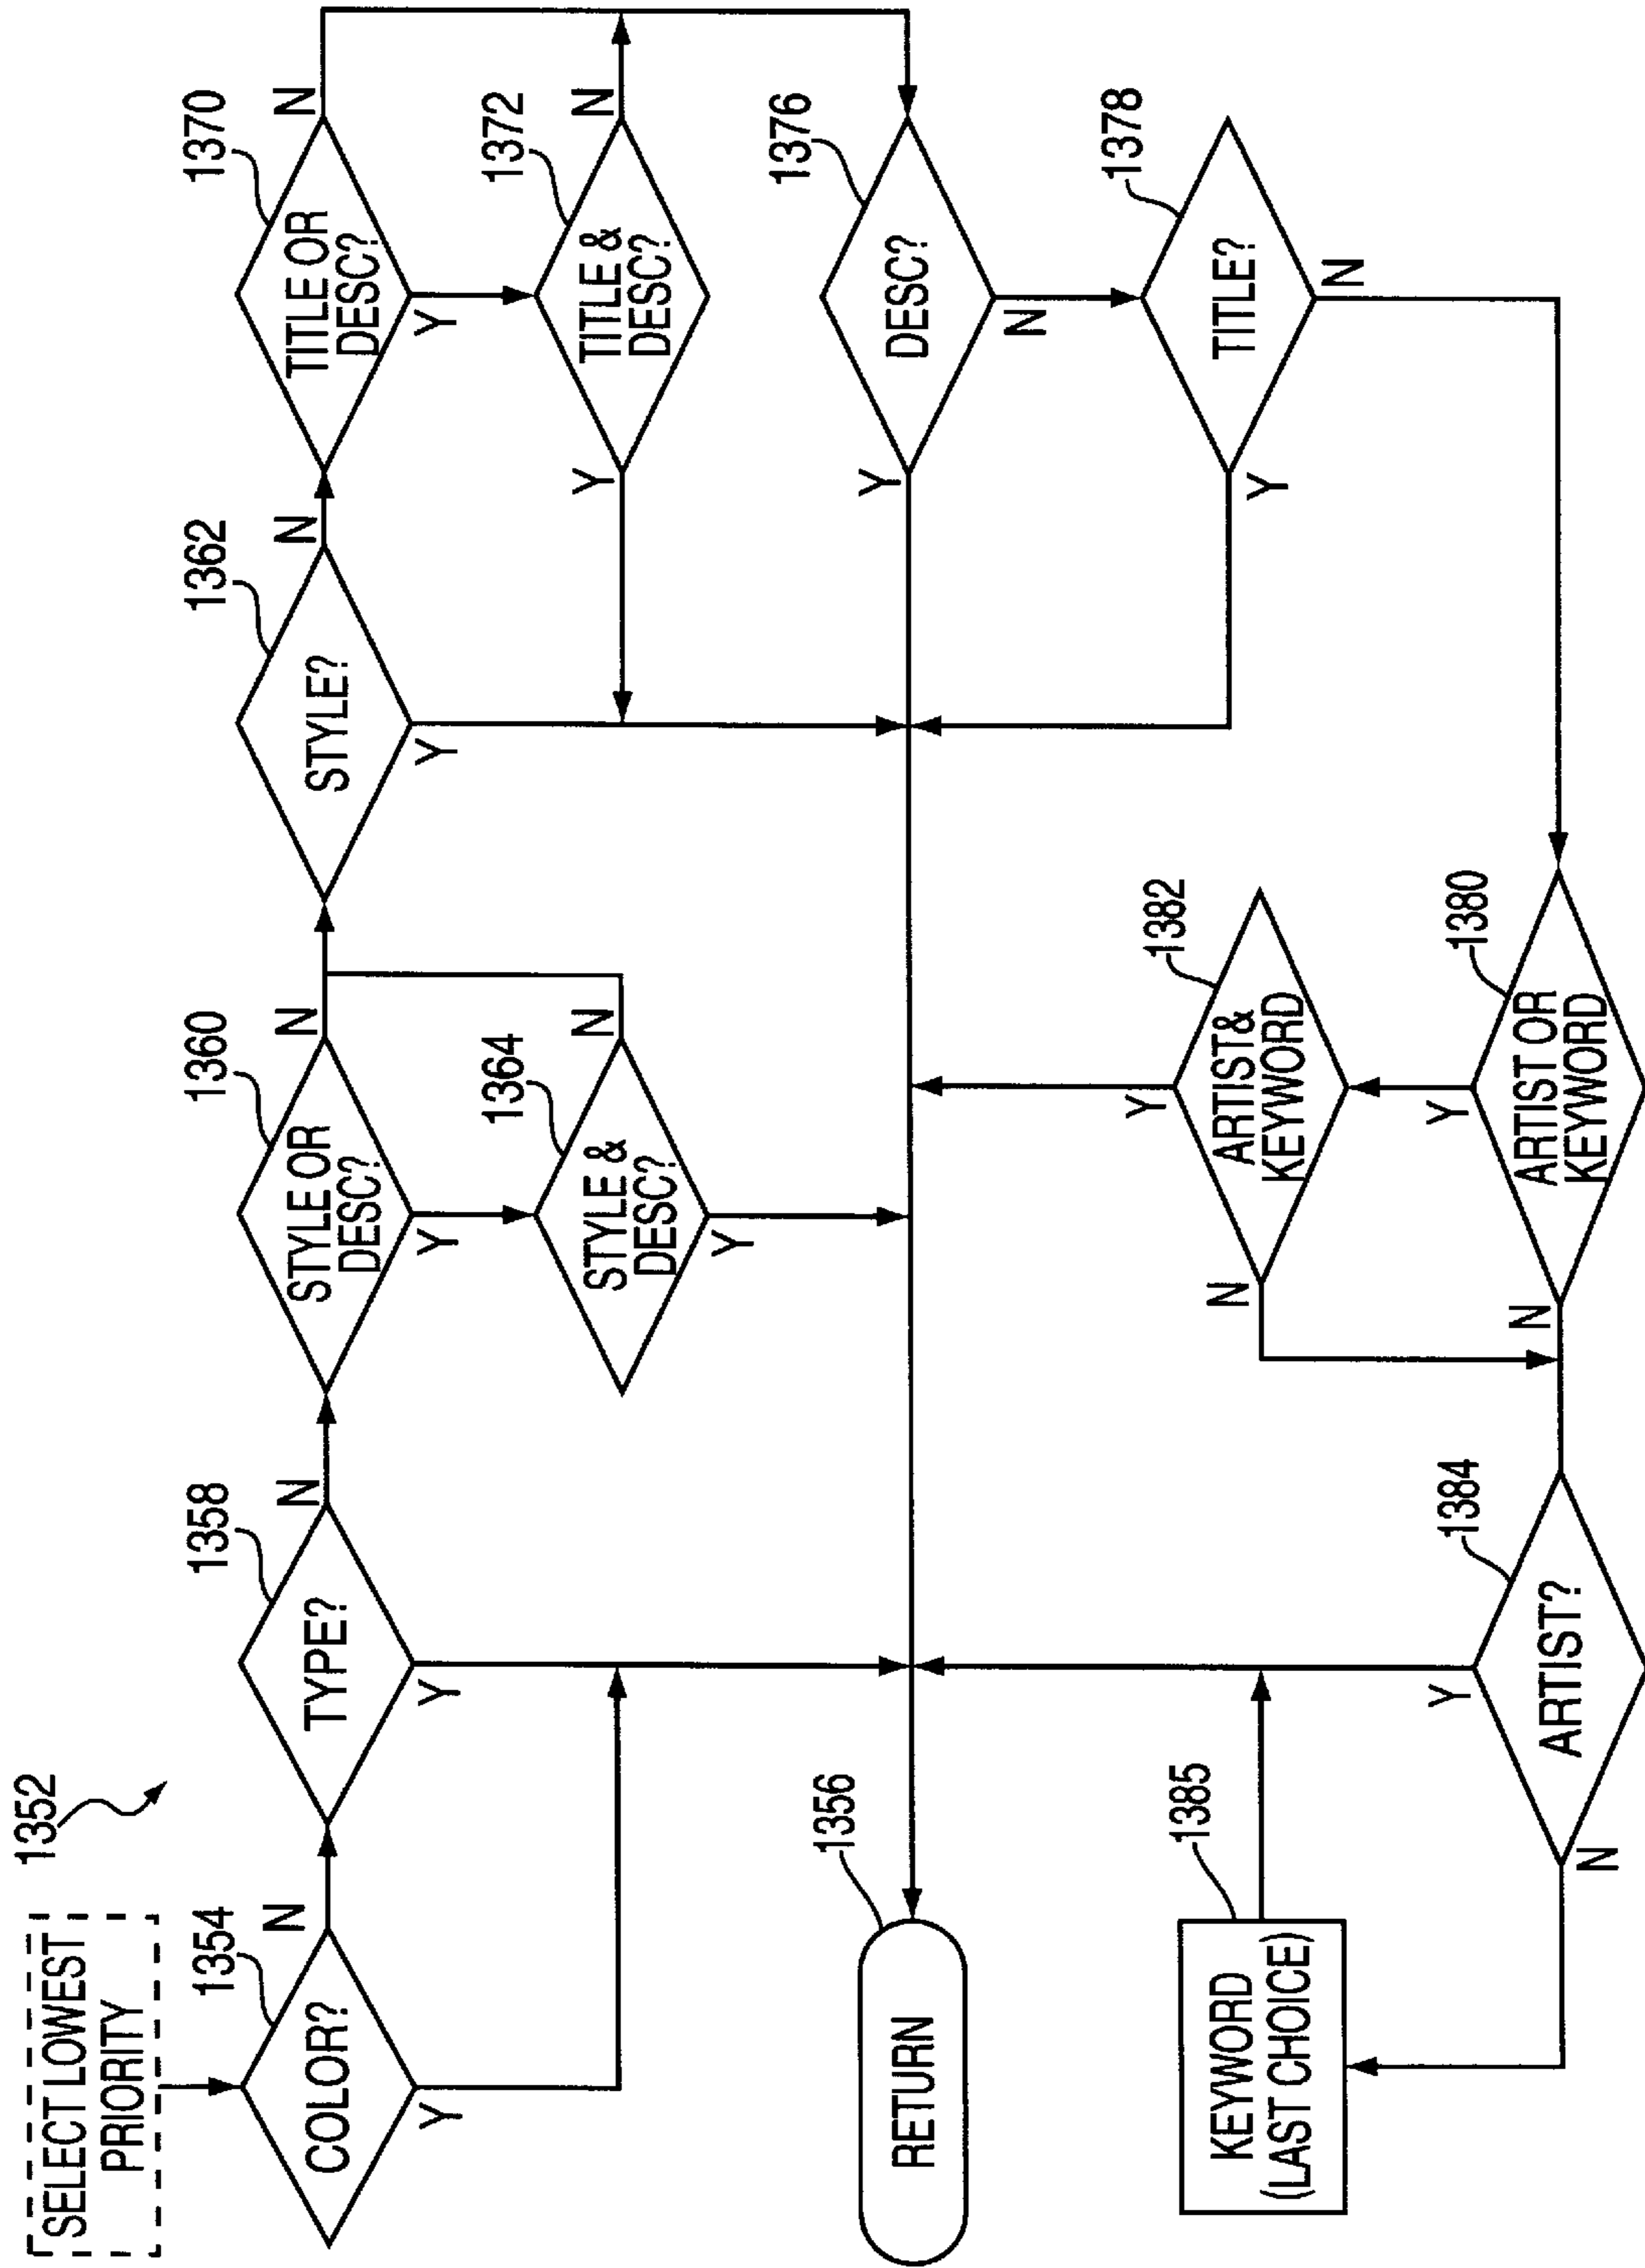 1352
SELECT LOWEST
PRIORITY
1354
COLOR?
N
Y
1358
TYPE?
N
Y
1360
STYLE OR
DESC?
N
Y
1364
STYLE &
DESC?
N
Y
1362
STYLE?
N
Y
1370
TITLE OR
DESC?
N
Y
1372
TITLE &
DESC?
N
Y
1376
DESC?
Y
N
1378
TITLE?
Y
N
1356
RETURN
1382
ARTIST&
KEYWORD
Y
N
1380
ARTIST OR
KEYWORD
Y
N
1384
ARTIST?
Y
N
1385
KEYWORD
(LAST CHOICE)